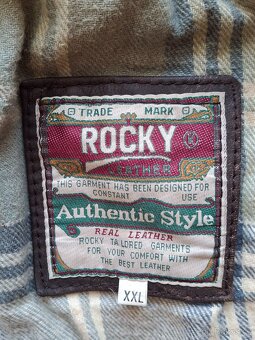 TRADE MARK
ROCKY
LEATHER
THIS GARMENT HAS BEEN DESIGNED FOR
CONSTANT USE
Authentic Style
REAL LEATHER
ROCKY TAILORED GARMENTS
FOR YOUR COMFORT WITH
THE BEST LEATHER
XXL